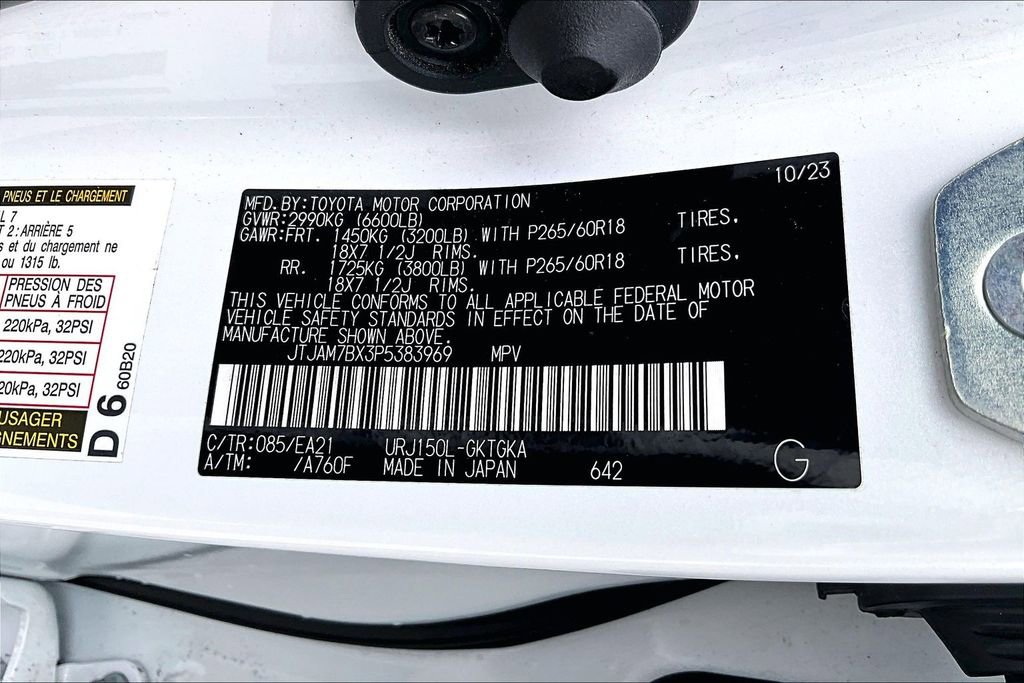 PNEUS ET LE CHARGEMENT
L 7
T 2: ARRIÈRE 5
s et du chargement ne
ou 1315 lb.
PRESSION DES
PNEUS À FROID
220kPa, 32PSI
220kPa, 32PSI
20kPa, 32PSI
USAGER
GNEMENTS
D 6 60B20
10/23
MFD.BY:TOYOTA MOTOR CORPORATION
GVWR:2990KG (6600LB)
GAWR:FRT. 1450KG (3200LB) WITH P265/60R18 TIRES,
18X7 1/2J RIMS.
RR. 1725KG (3800LB) WITH P265/60R18 TIRES,
18X7 1/2J RIMS.
THIS VEHICLE CONFORMS TO ALL APPLICABLE FEDERAL MOTOR
VEHICLE SAFETY STANDARDS IN EFFECT ON THE DATE OF
MANUFACTURE SHOWN ABOVE.
JTJAM7BX3P5383969 MPV
C/TR:085/EA21 URJ150L-GKTGKA
A/TM: /A760F MADE IN JAPAN 642
G